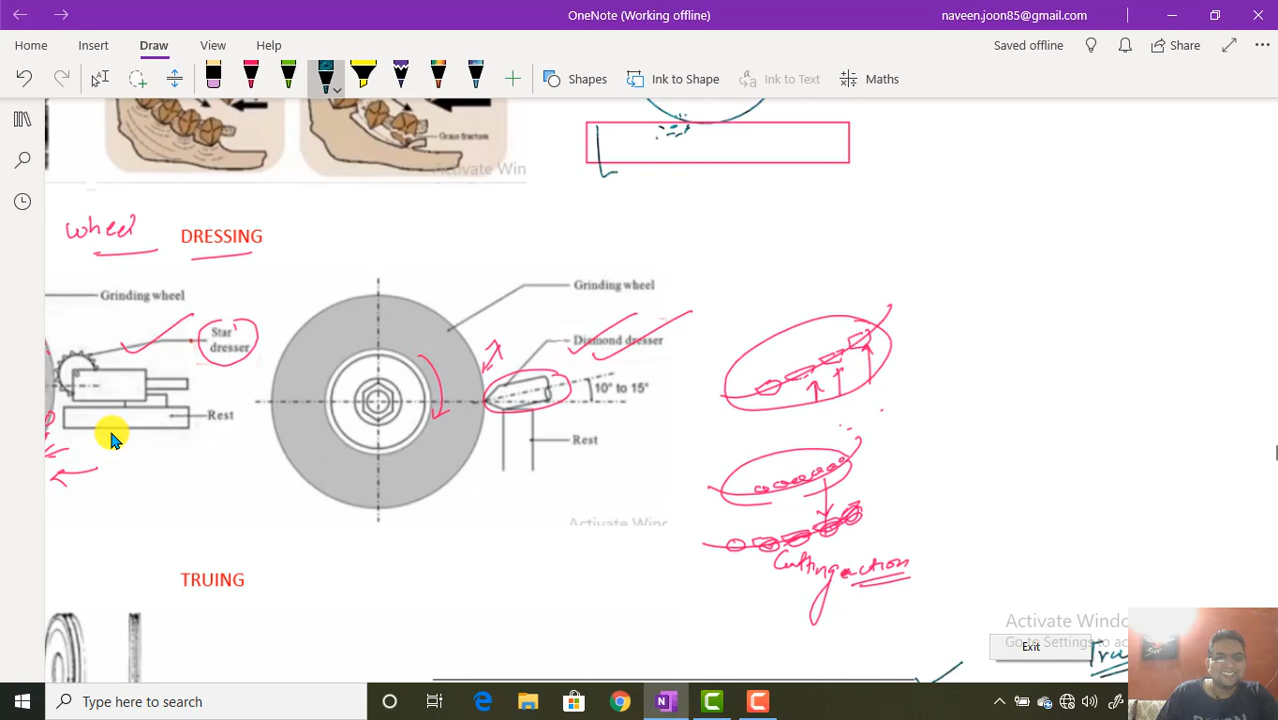 OneNote (Working offline)
naveen.joon85@gmail.com
Home Insert Draw View Help
Saved offline
Share
Shapes
Ink to Shape
Ink to Text
Maths
Grain fracture
Activate Win
wheel
DRESSING
Grinding wheel
Star
dresser
Rest
Grinding wheel
Diamond dresser
10° to 15°
Rest
Activate Wind
Cutting action
TRUING
Activate Windo
Go to Settings to ac
Exit
Tru
Type here to search